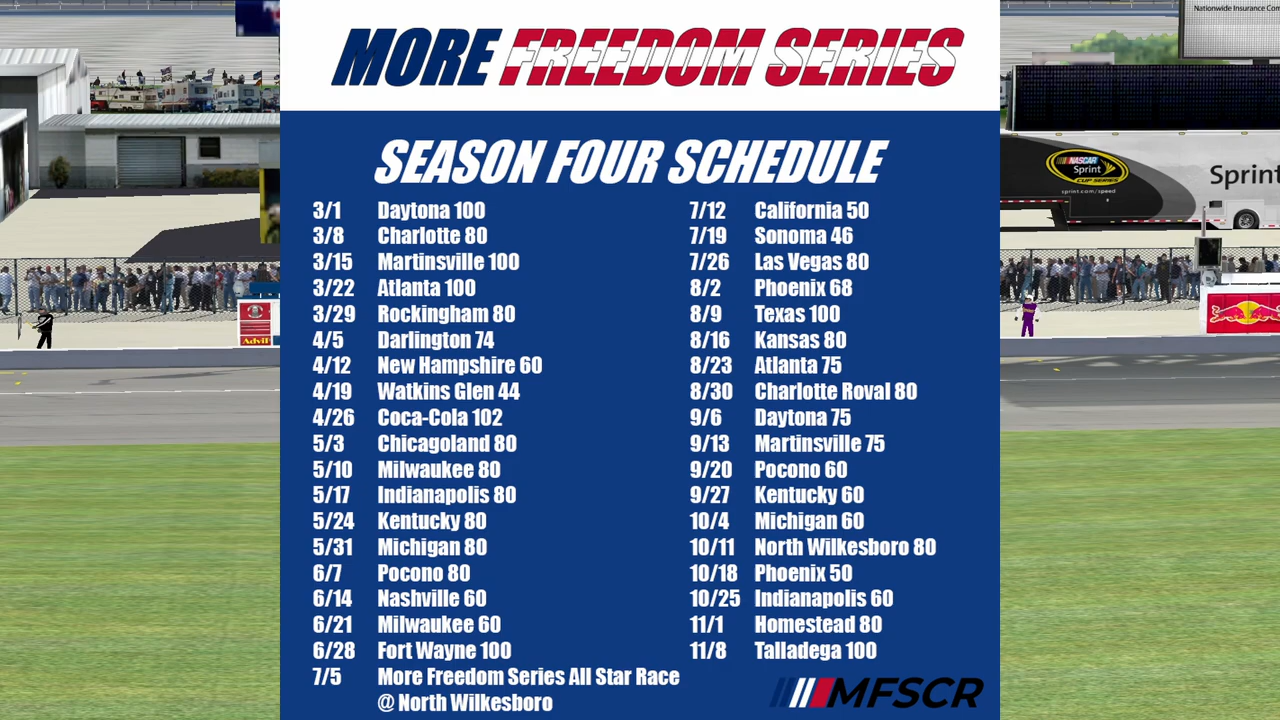 Nationwide Insurance Com
MORE FREEDOM SERIES
SEASON FOUR SCHEDULE
3/1 Daytona 100
3/8 Charlotte 80
3/15 Martinsville 100
3/22 Atlanta 100
3/29 Rockingham 80
4/5 Darlington 74
4/12 New Hampshire 60
4/19 Watkins Glen 44
4/26 Coca-Cola 102
5/3 Chicagoland 80
5/10 Milwaukee 80
5/17 Indianapolis 80
5/24 Kentucky 80
5/31 Michigan 80
6/7 Pocono 80
6/14 Nashville 60
6/21 Milwaukee 60
6/28 Fort Wayne 100
7/5 More Freedom Series All Star Race
@ North Wilkesboro
7/12 California 50
7/19 Sonoma 46
7/26 Las Vegas 80
8/2 Phoenix 68
8/9 Texas 100
8/16 Kansas 80
8/23 Atlanta 75
8/30 Charlotte Roval 80
9/6 Daytona 75
9/13 Martinsville 75
9/20 Pocono 60
9/27 Kentucky 60
10/4 Michigan 60
10/11 North Wilkesboro 80
10/18 Phoenix 50
10/25 Indianapolis 60
11/1 Homestead 80
11/8 Talladega 100
MFSCR
NASCAR
Sprint
CUP SERIES
sprint.com/speed
Sprint
Advil
Red Bull